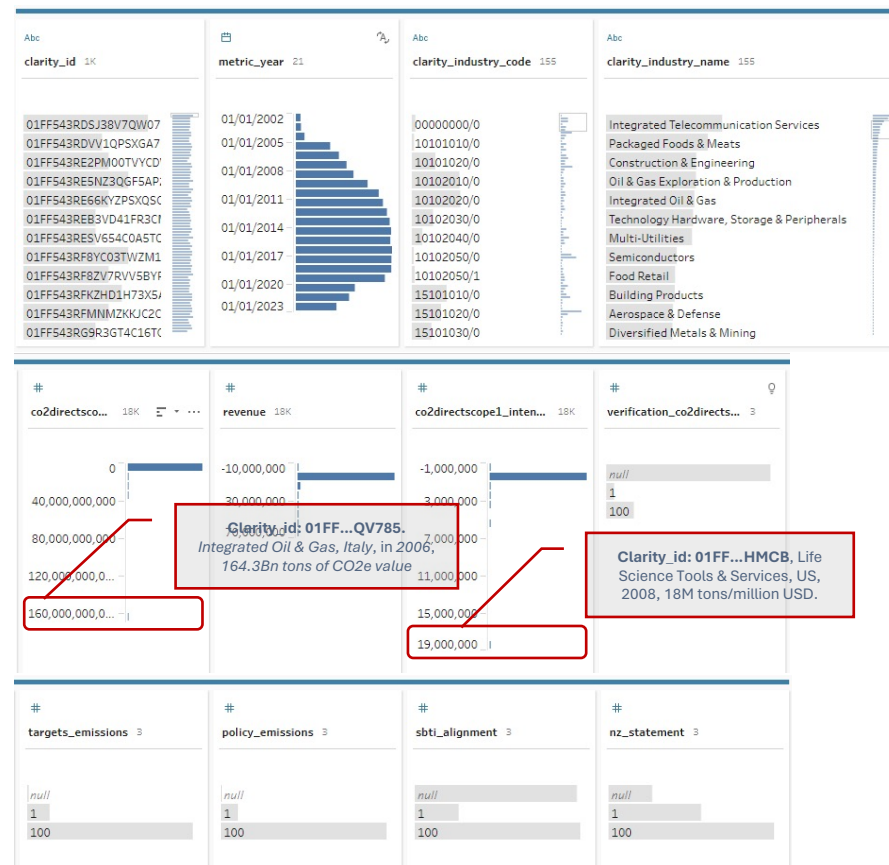 Abc
clarity_id 1K
01FF543RDSJ38V7QW07
01FF543RDVV1QPSXGA7
01FF543RE2PM00TVYCD
01FF543RE5NZ3QGF5AP
01FF543RE66KYZPSXQSC
01FF543REB3VD41FR3C
01FF543RESV654C0A5TC
01FF543RF8YC03TWZM1
01FF543RF8ZV7RVV5BYF
01FF543RFKZHD1H73X5
01FF543RFMNMZKKJC2C
01FF543RG9R3GT4C16TC
metric_year 21
01/01/2002
01/01/2005
01/01/2008
01/01/2011
01/01/2014
01/01/2017
01/01/2020
01/01/2023
Abc
clarity_industry_code 155
00000000/0
10101010/0
10101020/0
10102010/0
10102020/0
10102030/0
10102040/0
10102050/0
10102050/1
15101010/0
15101020/0
15101030/0
Abc
clarity_industry_name 155
Integrated Telecommunication Services
Packaged Foods & Meats
Construction & Engineering
Oil & Gas Exploration & Production
Integrated Oil & Gas
Technology Hardware, Storage & Peripherals
Multi-Utilities
Semiconductors
Food Retail
Building Products
Aerospace & Defense
Diversified Metals & Mining
#
co2directsco... 18K
0
40,000,000,000
80,000,000,000
120,000,000,0...
160,000,000,0...
#
revenue 18K
-10,000,000
30,000,000
70,000,000
Clarity_id: 01FF...QV785.
Integrated Oil & Gas, Italy, in 2006,
164.3Bn tons of CO2e value
#
co2directscope1_inten... 18K
-1,000,000
3,000,000
7,000,000
11,000,000
15,000,000
19,000,000
#
verification_co2directs... 3
null
1
100
Clarity_id: 01FF...HMCB, Life
Science Tools & Services, US,
2008, 18M tons/million USD.
#
targets_emissions 3
null
1
100
#
policy_emissions 3
null
1
100
#
sbti_alignment 3
null
1
100
#
nz_statement 3
null
1
100